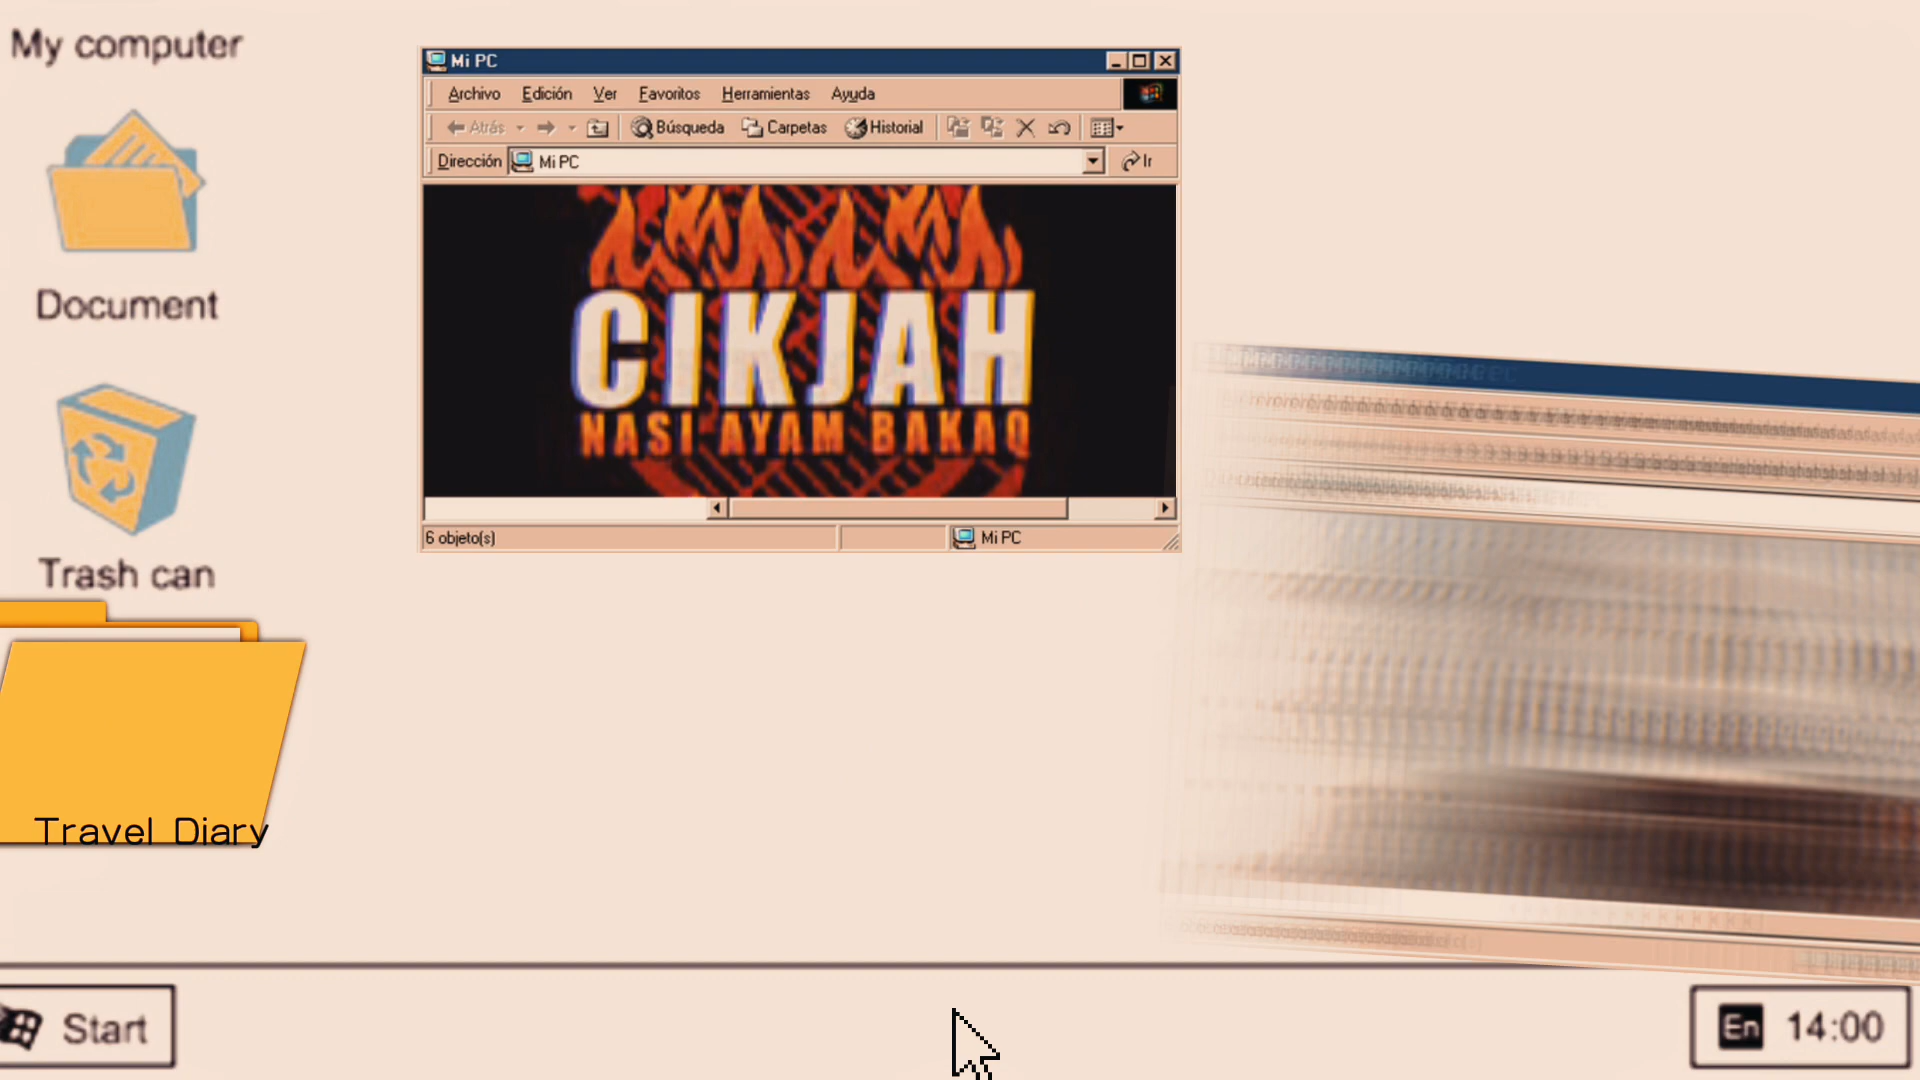 My computer
Document
Trash can
Travel Diary
Mi PC
Archivo Edición Ver Favoritos Herramientas Ayuda
Atrás Búsqueda Carpetas Historial
Dirección Mi PC Ir
CIKJAH
NASI AYAM BAKAQ
6 objeto(s) Mi PC
Start
En 14:00